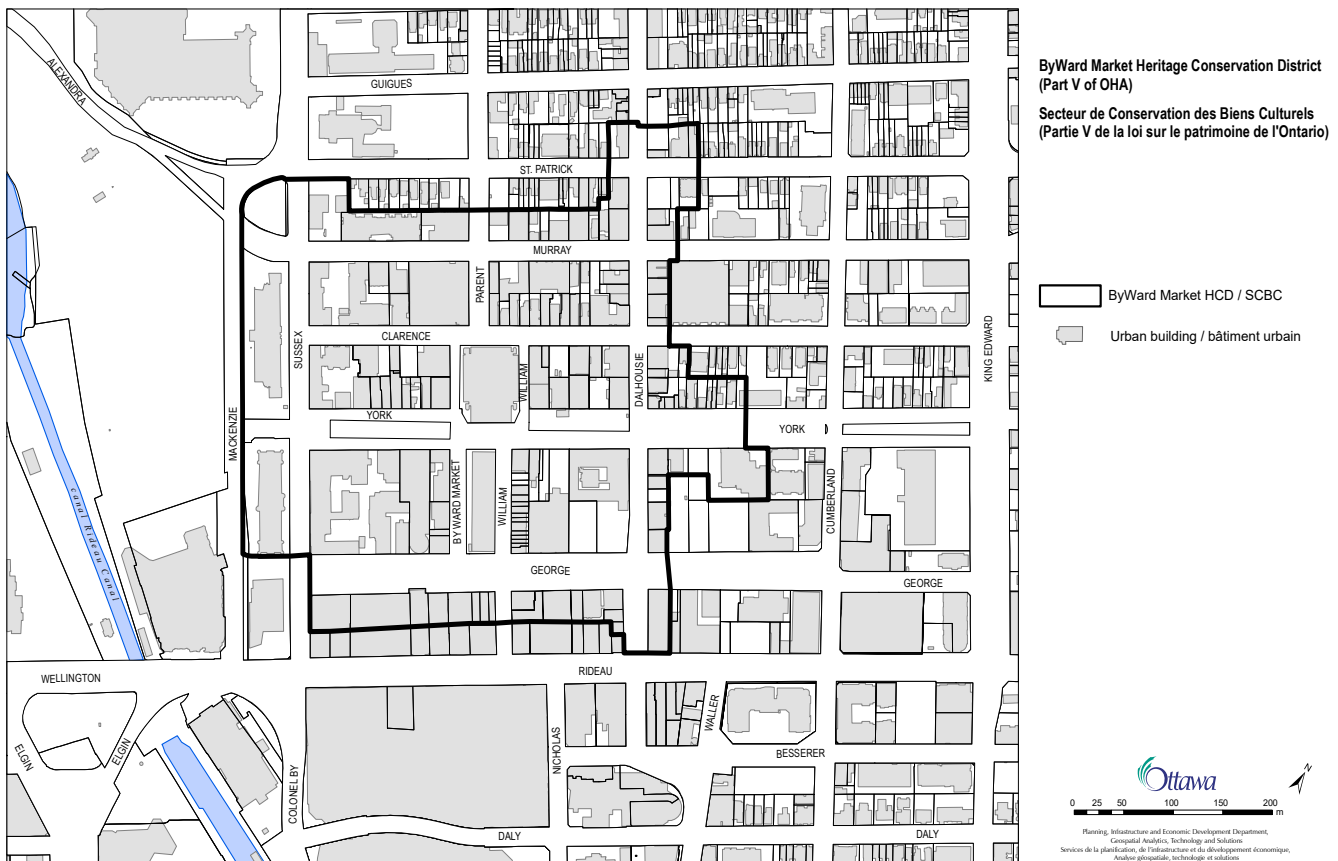 ALEXANDRA
GUIGUES
ST. PATRICK
MURRAY
PARENT
SUSSEX
CLARENCE
WILLIAM
DALHOUSIE
KING EDWARD
MACKENZIE
YORK
YORK
BY WARD MARKET
WILLIAM
CUMBERLAND
canal Rideau Canal
GEORGE
GEORGE
RIDEAU
WELLINGTON
ELGIN
ELGIN
COLONEL BY
NICHOLAS
WALLER
BESSERER
DALY
DALY
ByWard Market Heritage Conservation District
(Part V of OHA)
Secteur de Conservation des Biens Culturels
(Partie V de la loi sur le patrimoine de l'Ontario)
ByWard Market HCD / SCBC
Urban building / bâtiment urbain
Ottawa
N
0 25 50 100 150 200
m
Planning, Infrastructure and Economic Development Department,
Geospatial Analytics, Technology and Solutions
Services de la planification, de l'infrastructure et du développement économique,
Analyse géospatiale, technologie et solutions